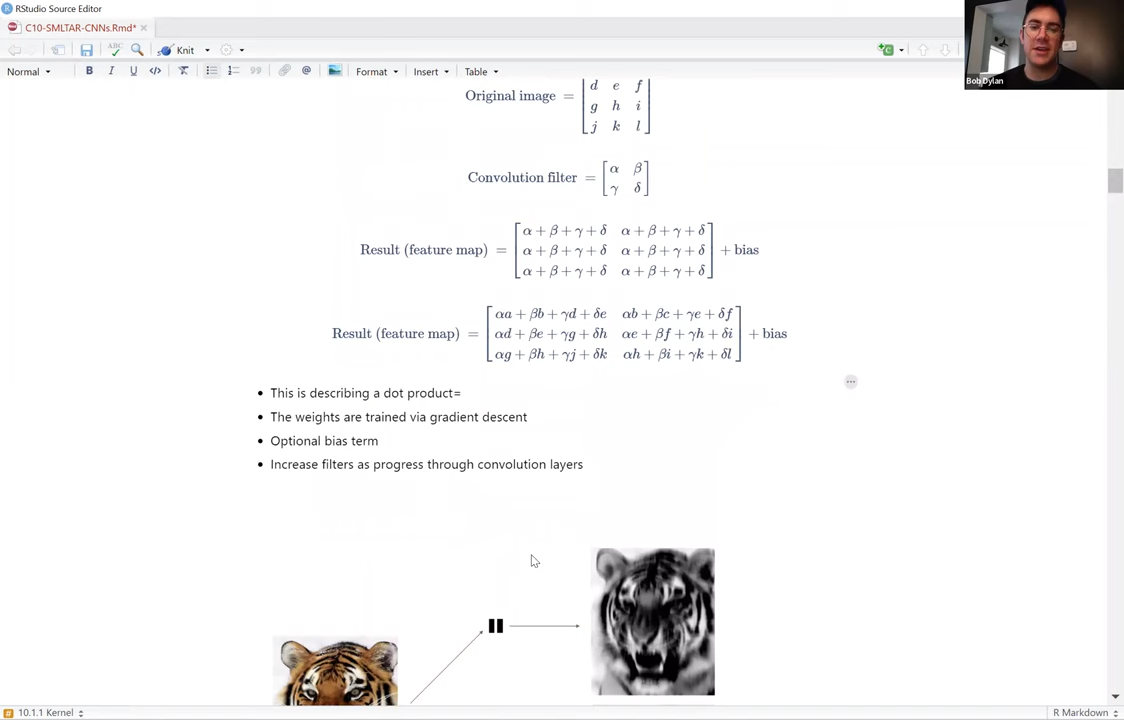 RStudio Source Editor
C10-SMLTAR-CNNs.Rmd*
ABC Knit
Normal B I U </> Format Insert Table
Original image = d e f
g h i
j k l
Convolution filter = α β
γ δ
α + β + γ + δ α + β + γ + δ
Result (feature map) = α + β + γ + δ α + β + γ + δ + bias
α + β + γ + δ α + β + γ + δ
αa + βb + γd + δe αb + βc + γe + δf
Result (feature map) = αd + βe + γg + δh αe + βf + γh + δi + bias
αg + βh + γj + δk αh + βi + γk + δl
• This is describing a dot product=
• The weights are trained via gradient descent
• Optional bias term
• Increase filters as progress through convolution layers
# 10.1.1 Kernel
R Markdown
Bob Dylan